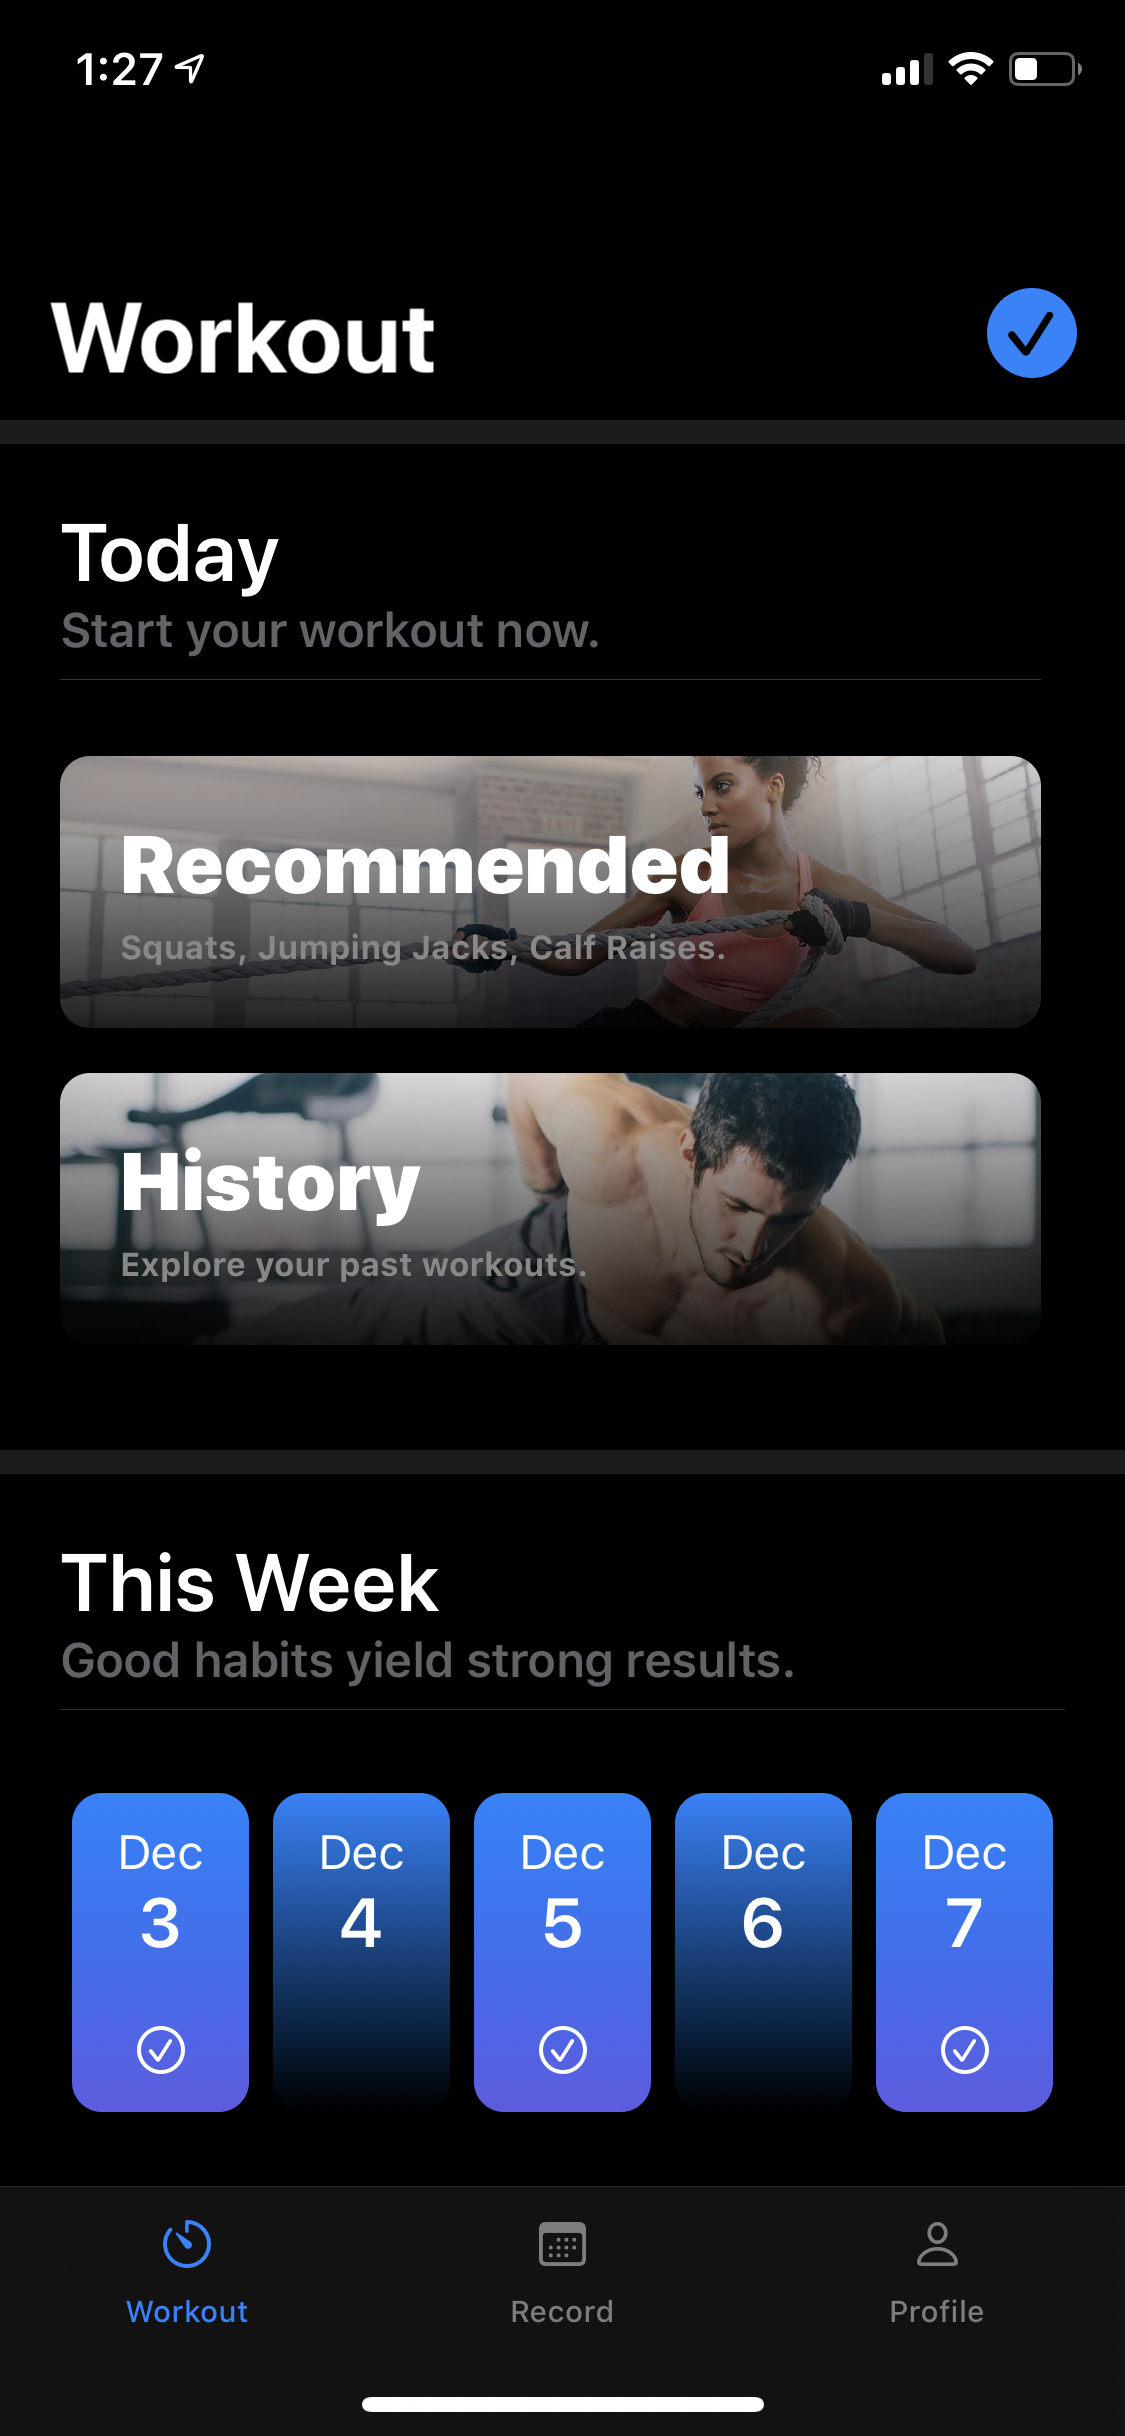 1:27
Workout
Today
Start your workout now.
Recommended
Squats, Jumping Jacks, Calf Raises.
History
Explore your past workouts.
This Week
Good habits yield strong results.
Dec Dec Dec Dec Dec
3 4 5 6 7
Workout Record Profile